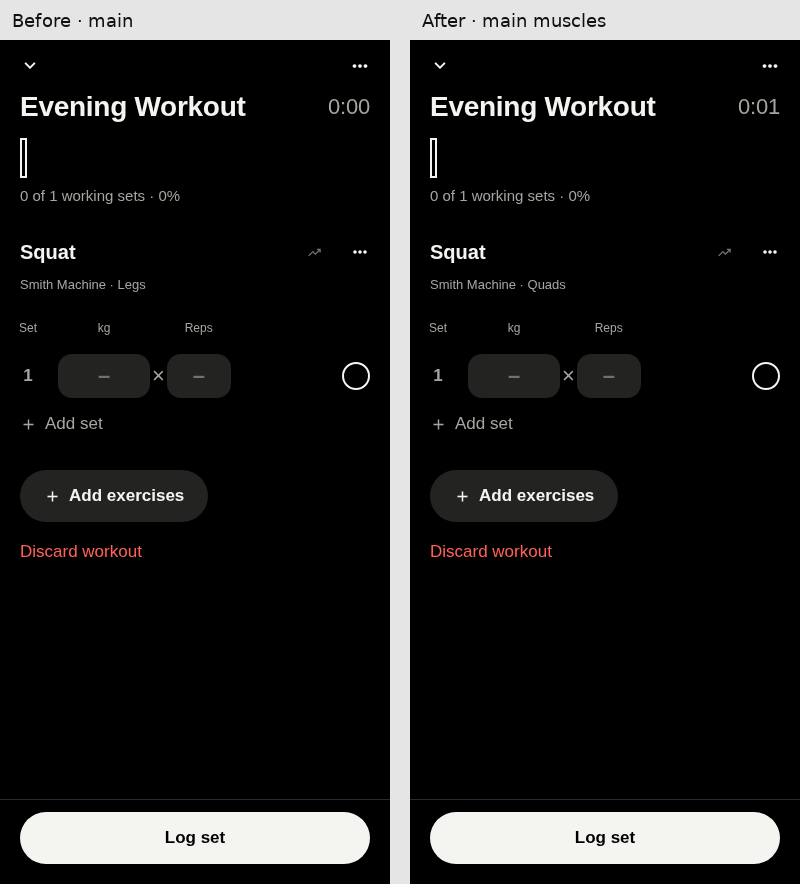 Before · main
Evening Workout 0:00
0 of 1 working sets · 0%
Squat
Smith Machine · Legs
Set kg Reps
1 – × –
+ Add set
+ Add exercises
Discard workout
Log set
After · main muscles
Evening Workout 0:01
0 of 1 working sets · 0%
Squat
Smith Machine · Quads
Set kg Reps
1 – × –
+ Add set
+ Add exercises
Discard workout
Log set